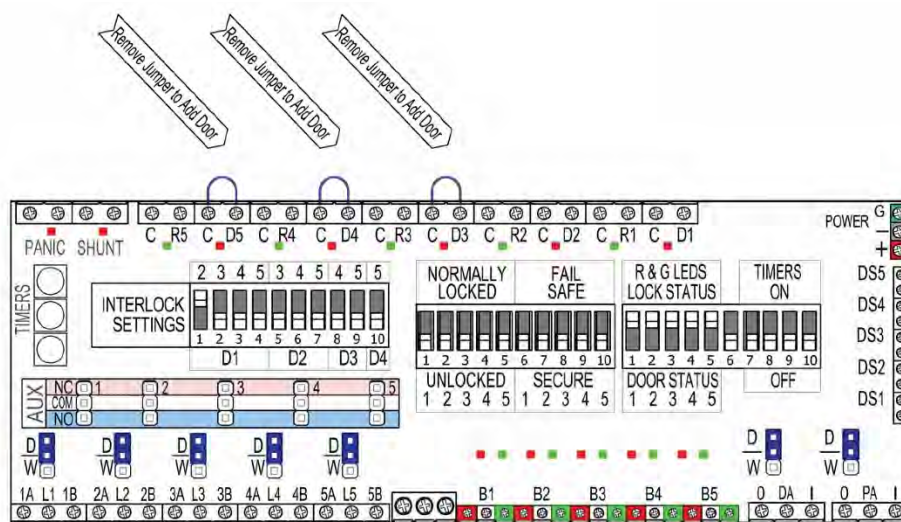 Remove Jumper to Add Door
Remove Jumper to Add Door
Remove Jumper to Add Door
PANIC SHUNT C R5 C D5 C R4 C D4 C R3 C D3 C R2 C D2 C R1 C D1
POWER G
−
+
TIMERS
INTERLOCK
SETTINGS
2 3 4 5 3 4 5 4 5 5
1 2 3 4 5 6 7 8 9 10
D1 D2 D3 D4
NORMALLY
LOCKED
FAIL
SAFE
1 2 3 4 5 6 7 8 9 10
UNLOCKED SECURE
1 2 3 4 5 1 2 3 4 5
R & G LEDS
LOCK STATUS
TIMERS
ON
1 2 3 4 5 6 7 8 9 10
DOOR STATUS OFF
1 2 3 4 5
DS5
DS4
DS3
DS2
DS1
AUX
NC 1 2 3 4 5
COM
NO
D D D D D D D
W W W W W W W
1A L1 1B 2A L2 2B 3A L3 3B 4A L4 4B 5A L5 5B B1 B2 B3 B4 B5 O DA I O PA I